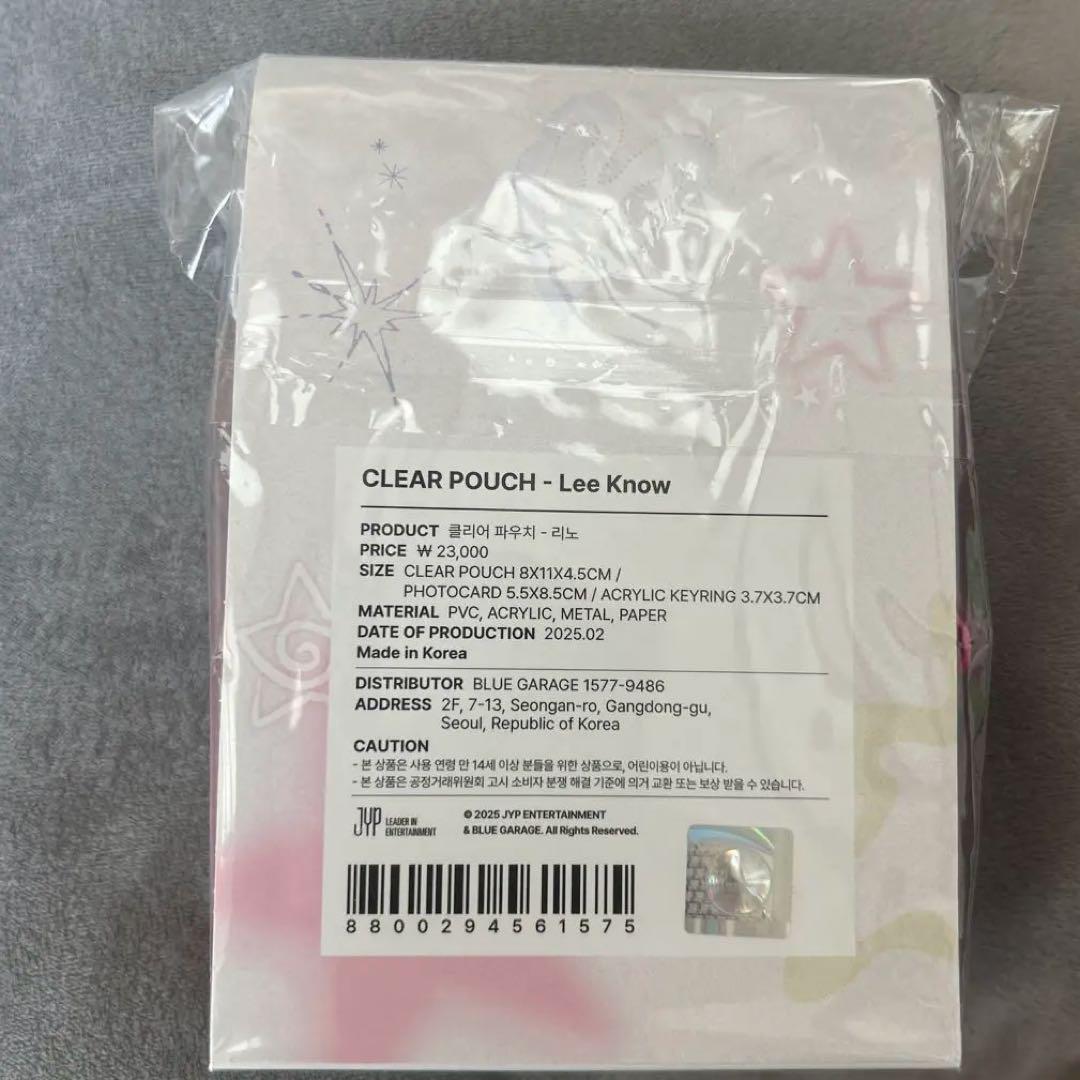 CLEAR POUCH - Lee Know
PRODUCT 클리어 파우치 - 리노
PRICE ₩ 23,000
SIZE CLEAR POUCH 8X11X4.5CM /
PHOTOCARD 5.5X8.5CM / ACRYLIC KEYRING 3.7X3.7CM
MATERIAL PVC, ACRYLIC, METAL, PAPER
DATE OF PRODUCTION 2025.02
Made in Korea
DISTRIBUTOR BLUE GARAGE 1577-9486
ADDRESS 2F, 7-13, Seongan-ro, Gangdong-gu,
Seoul, Republic of Korea
CAUTION
- 본 상품은 사용 연령 만 14세 이상 분들을 위한 상품으로, 어린이용이 아닙니다.
- 본 상품은 공정거래위원회 고시 소비자 분쟁 해결 기준에 의거 교환 또는 보상 받을 수 있습니다.
JYP LEADER IN
ENTERTAINMENT
© 2025 JYP ENTERTAINMENT
& BLUE GARAGE. All Rights Reserved.
8800294561575